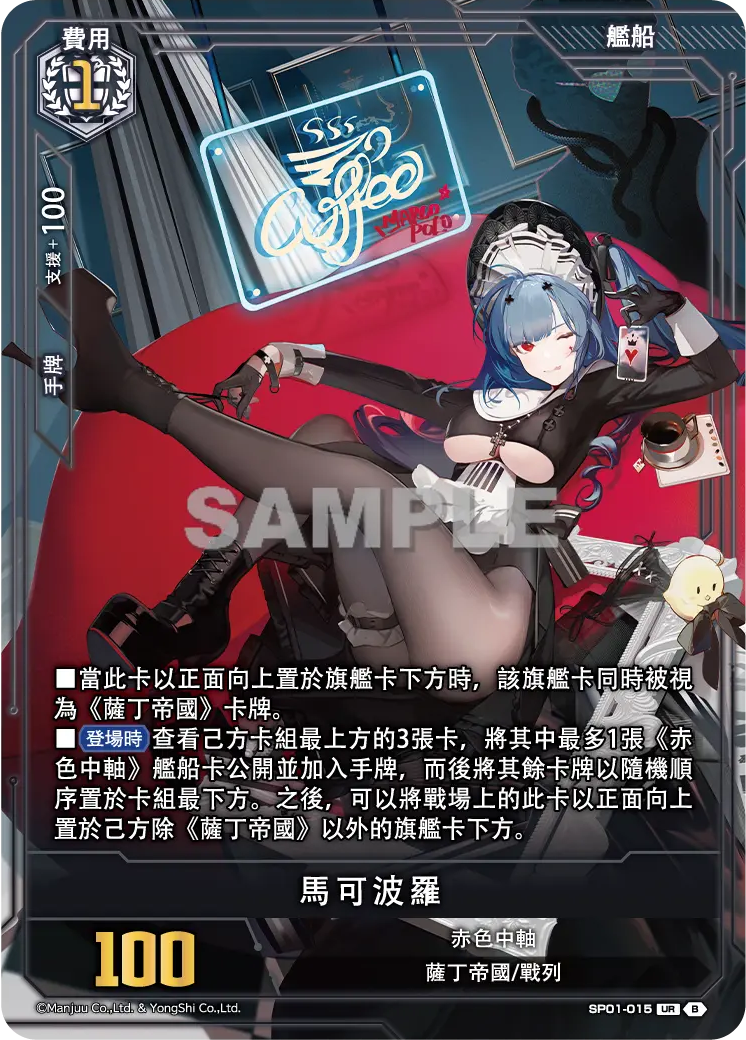 費用
1
艦船
支援+100
手牌
Coffee
MARCO
POLO
SAMPLE
■當此卡以正面向上置於旗艦卡下方時，該旗艦卡同時被視
為《薩丁帝國》卡牌。
■登場時查看己方卡組最上方的3張卡，將其中最多1張《赤
色中軸》艦船卡公開並加入手牌，而後將其餘卡牌以隨機順
序置於卡組最下方。之後，可以將戰場上的此卡以正面向上
置於己方除《薩丁帝國》以外的旗艦卡下方。
馬可波羅
100
赤色中軸
薩丁帝國/戰列
©Manjuu Co.,Ltd. & YongShi Co.,Ltd.
SP01-015 UR B